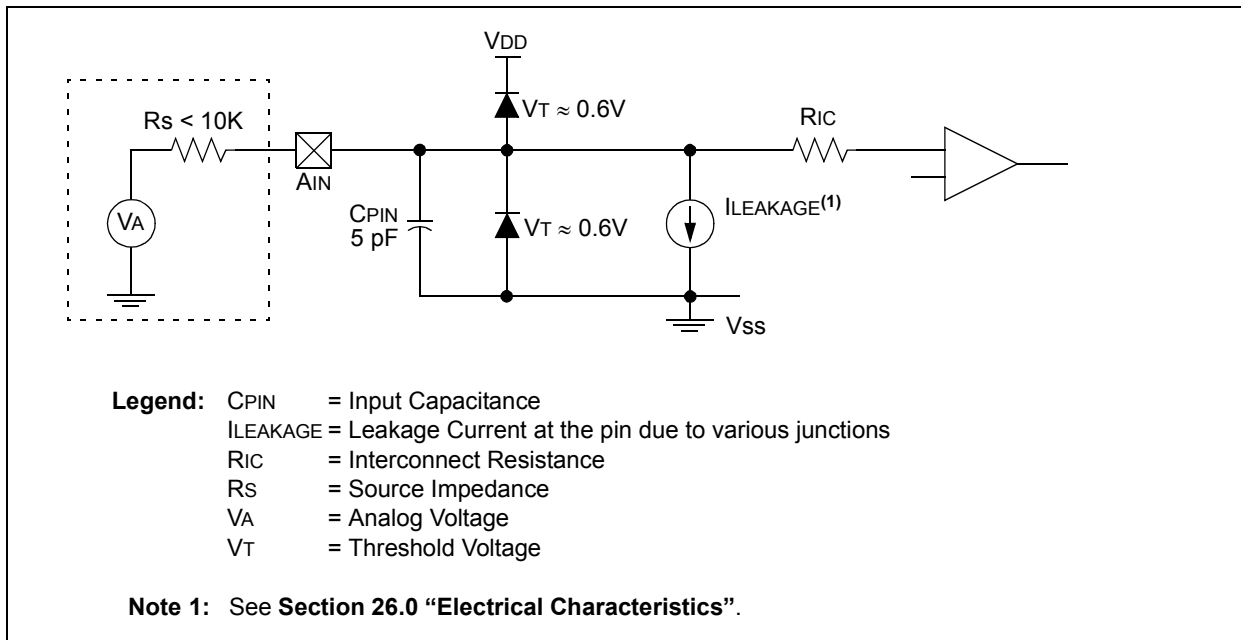 VDD
VT ≈ 0.6V
Rs < 10K
RIC
AIN
CPIN
5 pF
VT ≈ 0.6V
ILEAKAGE(1)
VA
Vss
Legend: CPIN = Input Capacitance
ILEAKAGE = Leakage Current at the pin due to various junctions
RIC = Interconnect Resistance
RS = Source Impedance
VA = Analog Voltage
VT = Threshold Voltage
Note 1: See Section 26.0 “Electrical Characteristics”.